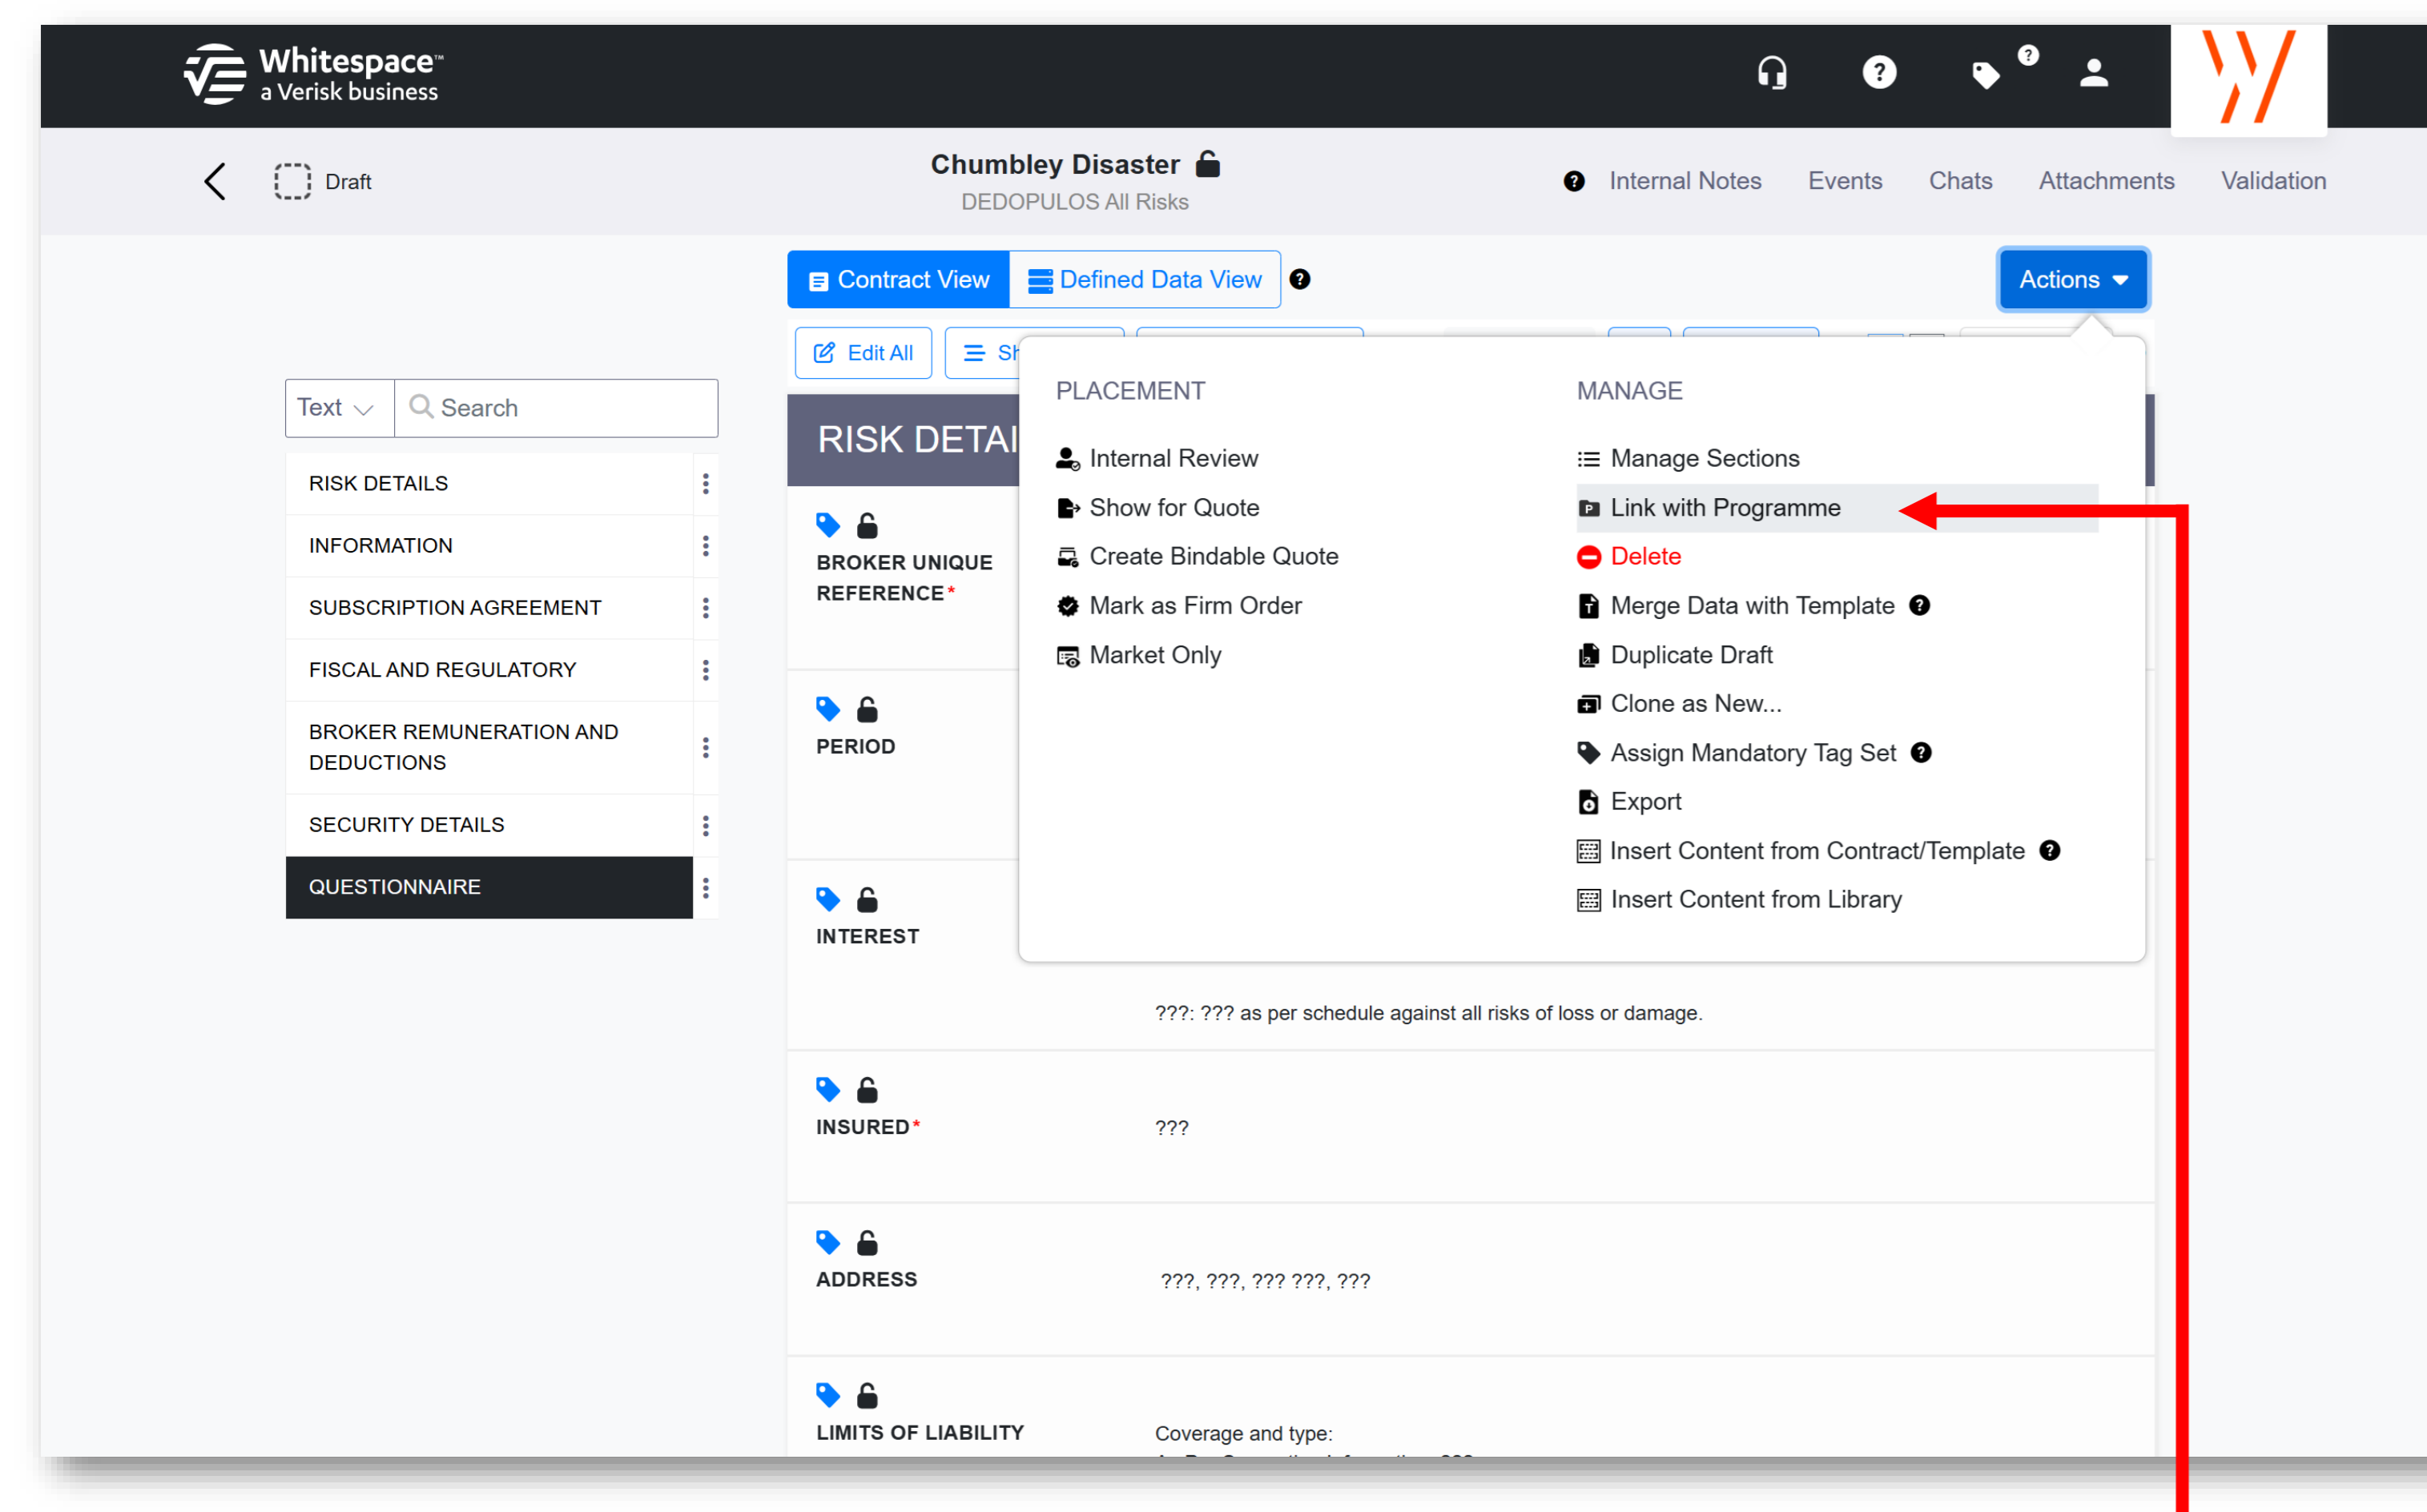 Whitespace™
a Verisk business
Draft
Chumbley Disaster
DEDOPULOS All Risks
Internal Notes Events Chats Attachments Validation
Contract View Defined Data View
Actions
Edit All
Text Search
PLACEMENT
Internal Review
Show for Quote
Create Bindable Quote
Mark as Firm Order
Market Only
MANAGE
Manage Sections
Link with Programme
Delete
Merge Data with Template
Duplicate Draft
Clone as New...
Assign Mandatory Tag Set
Export
Insert Content from Contract/Template
Insert Content from Library
RISK DETAILS
INFORMATION
SUBSCRIPTION AGREEMENT
FISCAL AND REGULATORY
BROKER REMUNERATION AND
DEDUCTIONS
SECURITY DETAILS
QUESTIONNAIRE
RISK DETAI
BROKER UNIQUE
REFERENCE*
PERIOD
INTEREST
???: ??? as per schedule against all risks of loss or damage.
INSURED*
???
ADDRESS
???, ???, ??? ???, ???
LIMITS OF LIABILITY
Coverage and type: